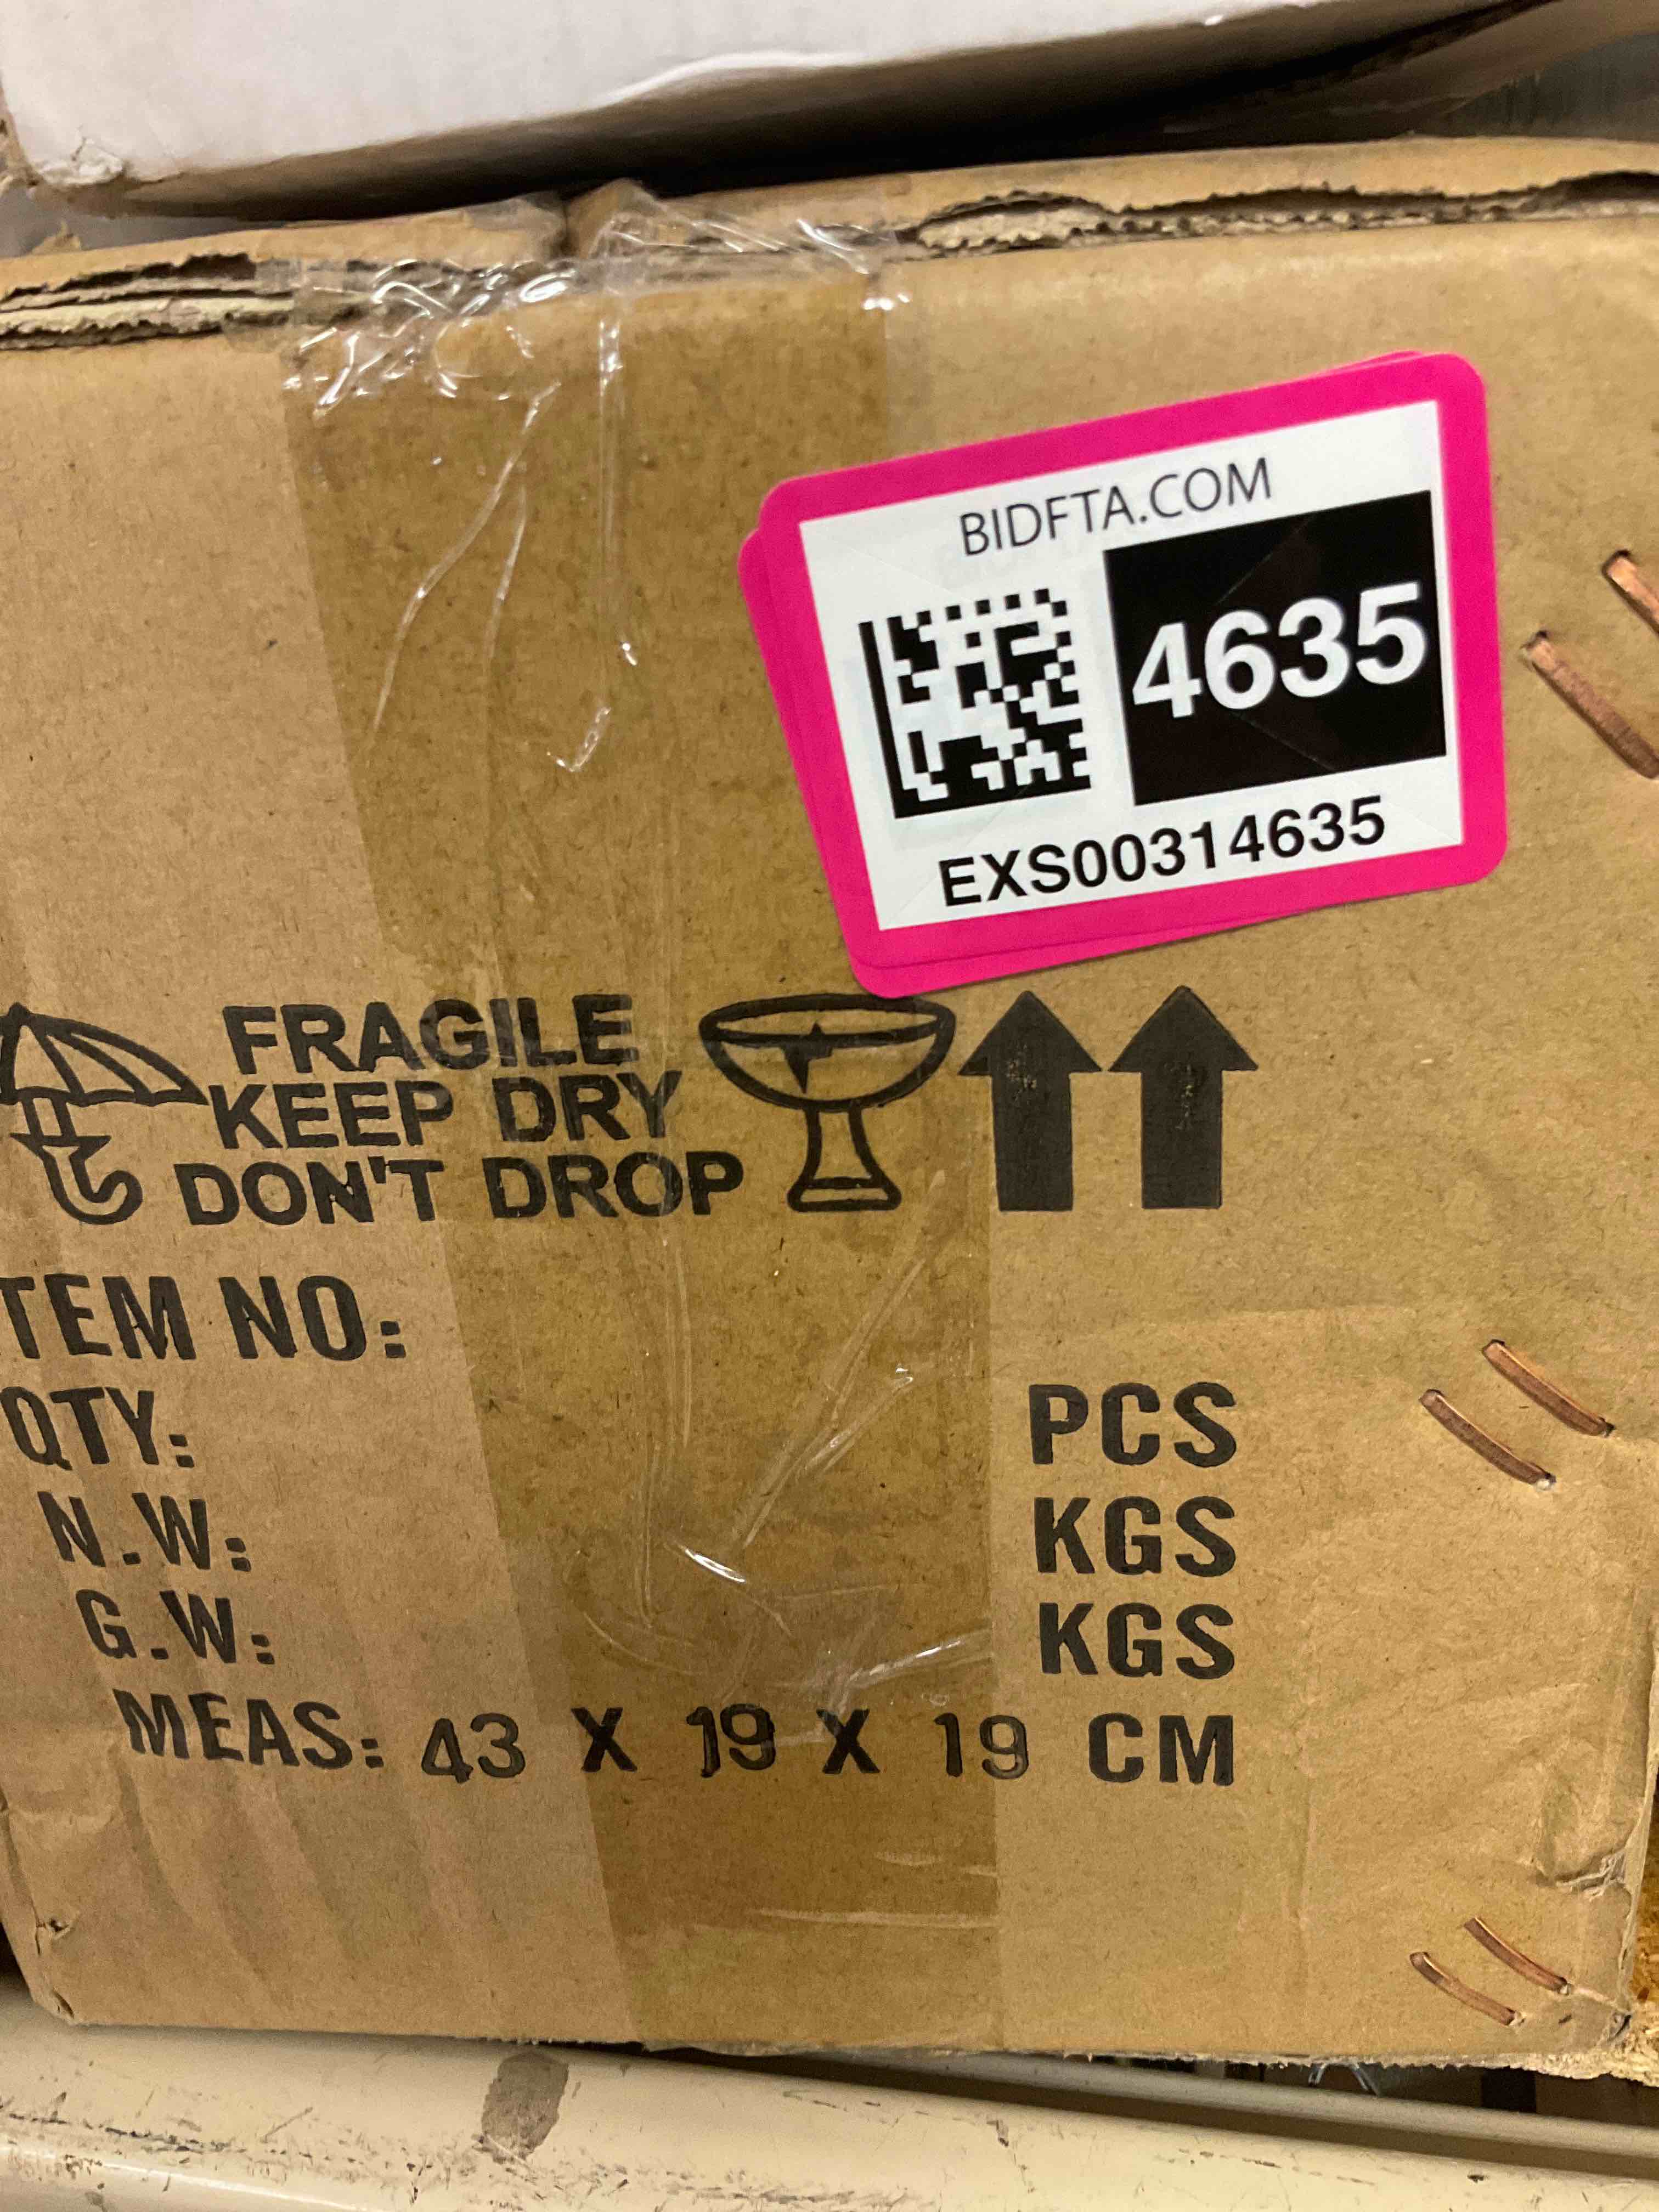 BIDFTA.COM
4635
EXS00314635
FRAGILE
KEEP DRY
DON'T DROP
TEM NO:
QTY: PCS
N.W: KGS
G.W: KGS
MEAS: 43 X 19 X 19 CM